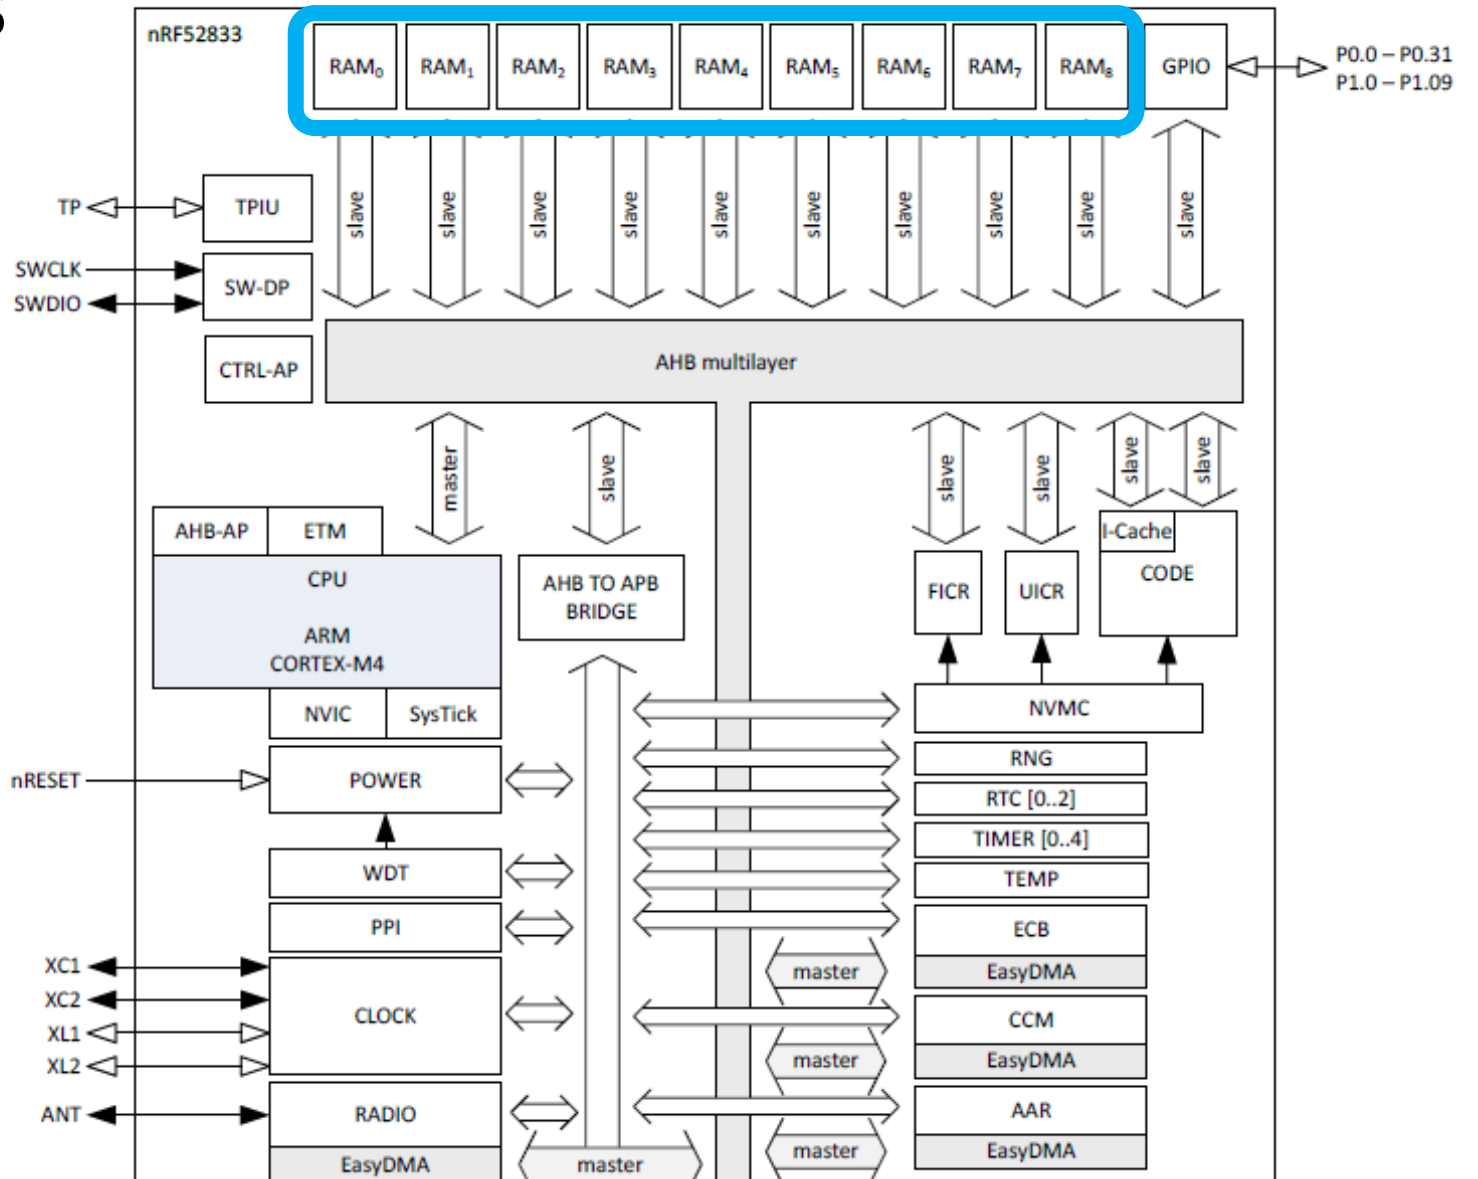 nRF52833
RAM₀ RAM₁ RAM₂ RAM₃ RAM₄ RAM₅ RAM₆ RAM₇ RAM₈ GPIO
P0.0 – P0.31
P1.0 – P1.09
slave slave slave slave slave slave slave slave slave slave
TP TPIU
SWCLK
SW-DP
SWDIO
CTRL-AP
AHB multilayer
master slave slave slave slave slave
AHB-AP ETM
CPU
ARM
CORTEX-M4
NVIC SysTick
AHB TO APB
BRIDGE
FICR UICR
I-Cache
CODE
NVMC
nRESET POWER
RNG
RTC [0..2]
TIMER [0..4]
WDT
TEMP
PPI
ECB
master EasyDMA
XC1
XC2
XL1
XL2
CLOCK
CCM
master EasyDMA
ANT RADIO
AAR
master EasyDMA
EasyDMA master